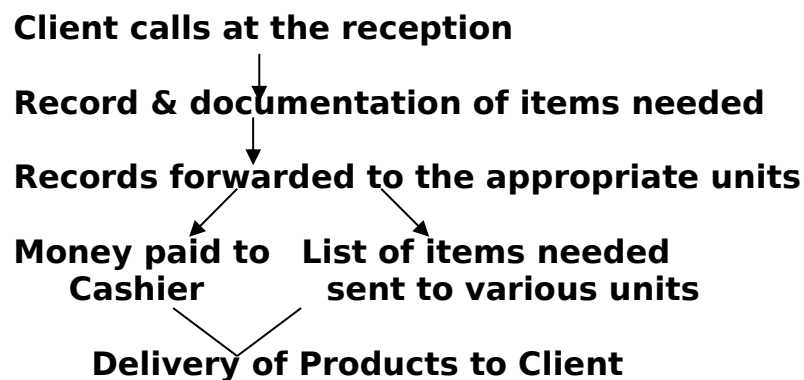 Client calls at the reception
Record & documentation of items needed
Records forwarded to the appropriate units
Money paid to List of items needed
Cashier sent to various units
Delivery of Products to Client